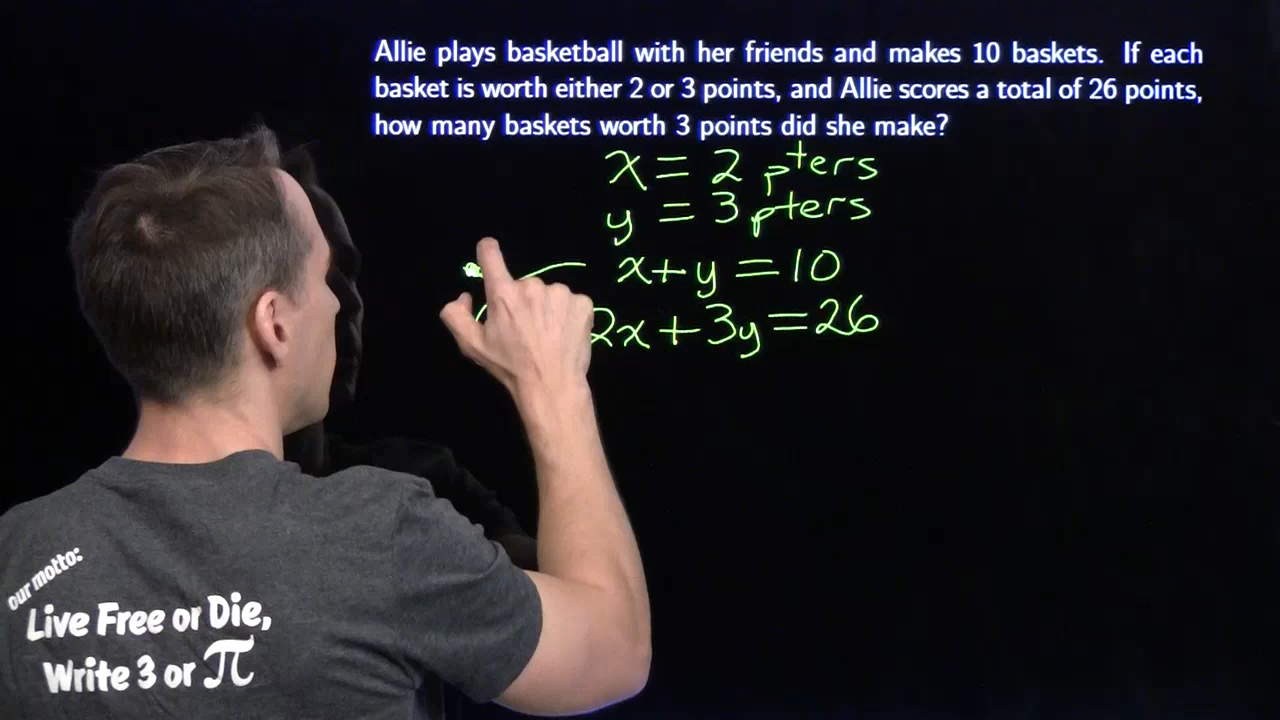 Allie plays basketball with her friends and makes 10 baskets. If each
basket is worth either 2 or 3 points, and Allie scores a total of 26 points,
how many baskets worth 3 points did she make?
x = 2 pters
y = 3 pters
x + y = 10
2x + 3y = 26
our motto:
Live Free or Die,
Write 3 or π